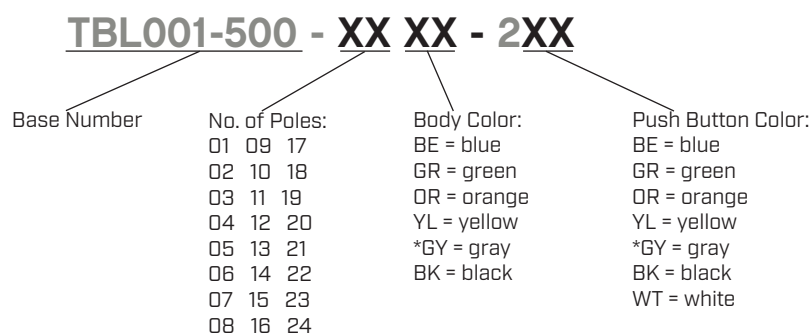 TBL001-500 - XX XX - 2XX
Base Number
No. of Poles:
01 09 17
02 10 18
03 11 19
04 12 20
05 13 21
06 14 22
07 15 23
08 16 24
Body Color:
BE = blue
GR = green
OR = orange
YL = yellow
*GY = gray
BK = black
Push Button Color:
BE = blue
GR = green
OR = orange
YL = yellow
*GY = gray
BK = black
WT = white